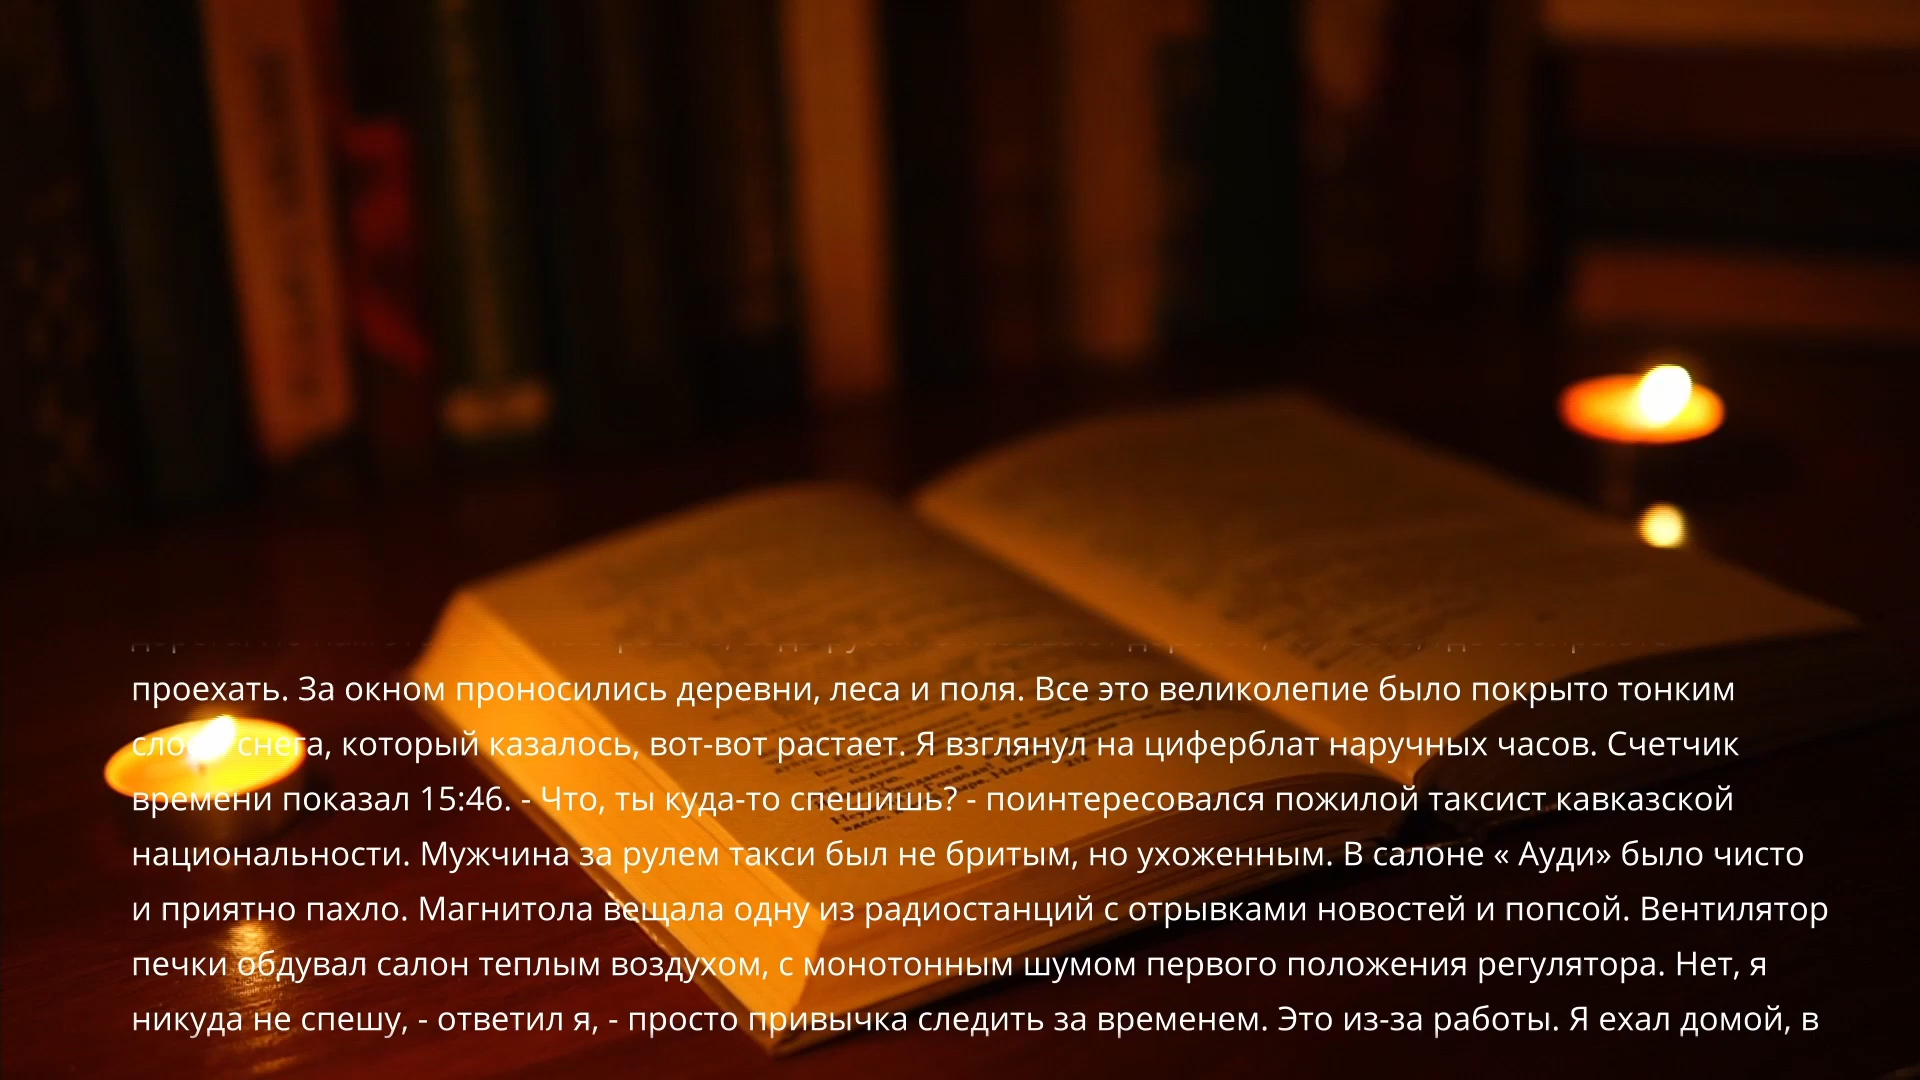 проехать. За окном проносились деревни, леса и поля. Все это великолепие было покрыто тонким
слоем снега, который казалось, вот-вот растает. Я взглянул на циферблат наручных часов. Счетчик
времени показал 15:46. - Что, ты куда-то спешишь? - поинтересовался пожилой таксист кавказской
национальности. Мужчина за рулем такси был не бритым, но ухоженным. В салоне « Ауди» было чисто
и приятно пахло. Магнитола вещала одну из радиостанций с отрывками новостей и попсой. Вентилятор
печки обдувал салон теплым воздухом, с монотонным шумом первого положения регулятора. Нет, я
никуда не спешу, - ответил я, - просто привычка следить за временем. Это из-за работы. Я ехал домой, в